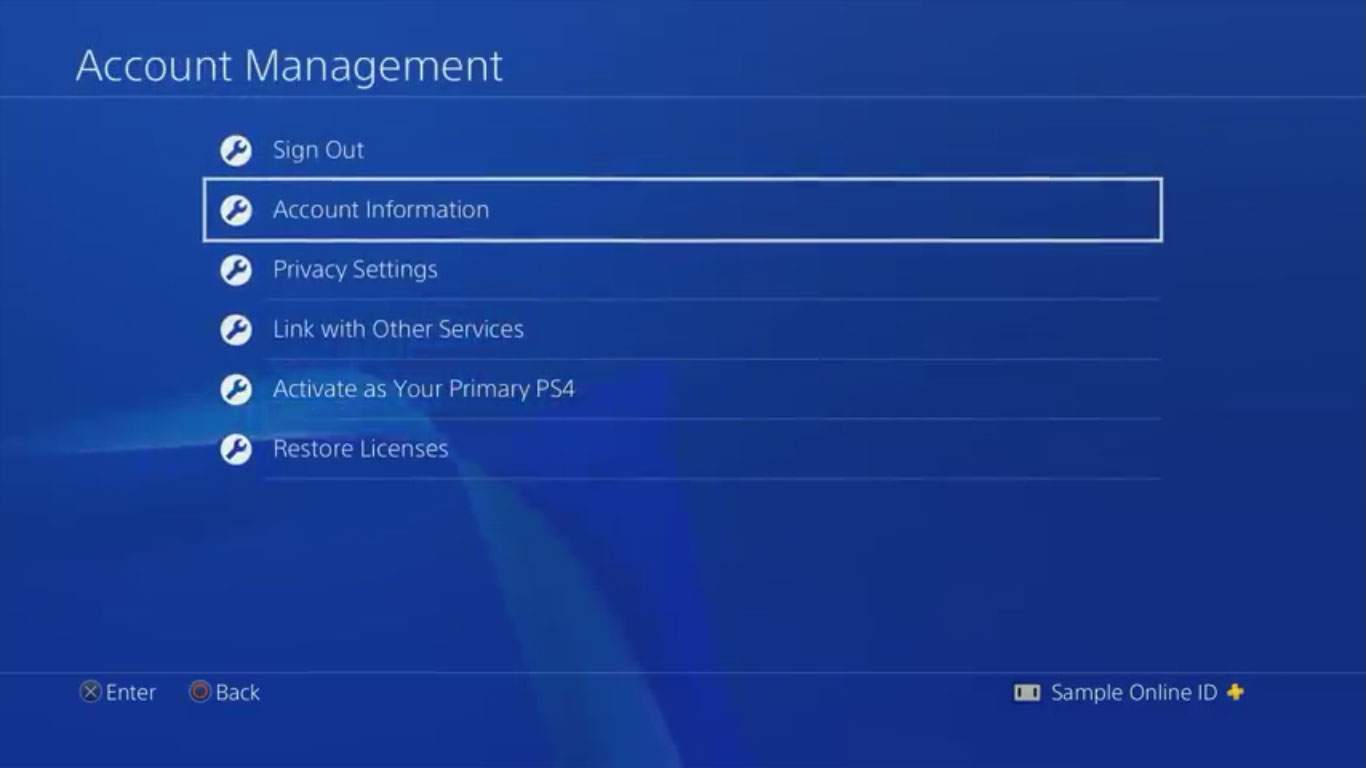 Account Management
Sign Out
Account Information
Privacy Settings
Link with Other Services
Activate as Your Primary PS4
Restore Licenses
Enter Back Sample Online ID